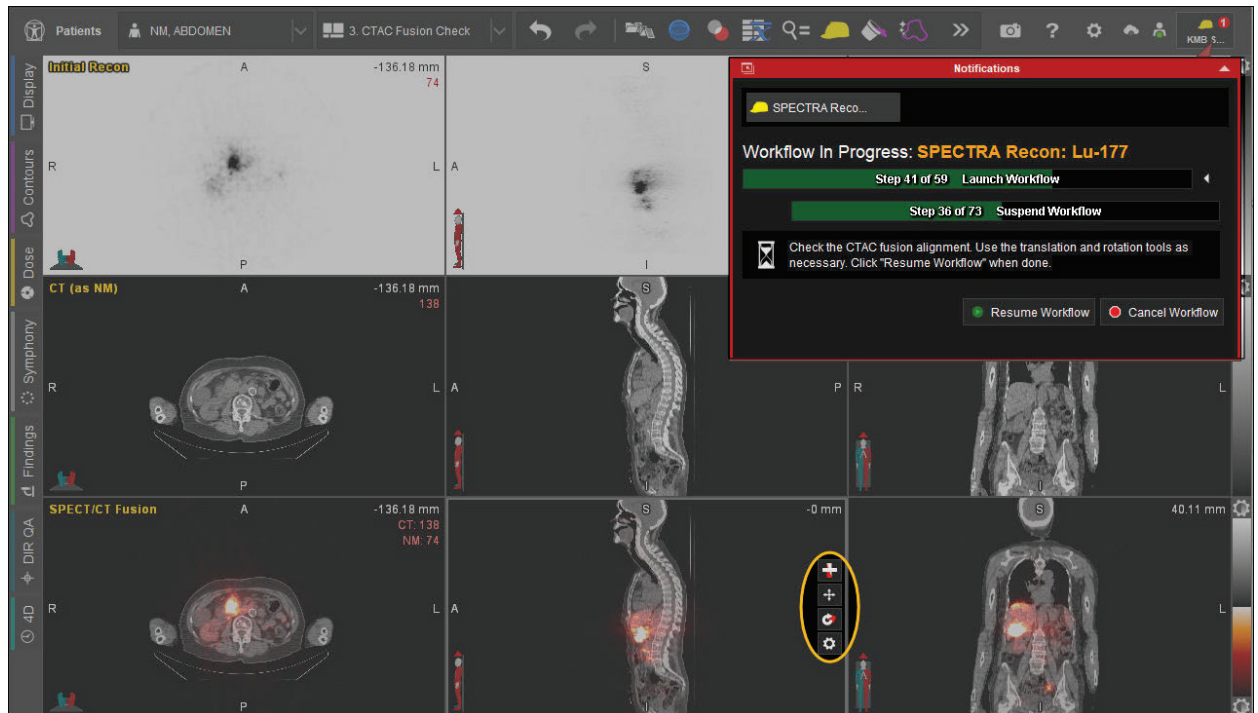 Patients
NM, ABDOMEN
3. CTAC Fusion Check
Q=
?
1
KMB S...
Display
Contours
Dose
Symphony
Findings
DIR QA
4D
Initial Recon
A
-136.18 mm
74
R
L
P
S
A
I
Notifications
SPECTRA Reco...
Workflow In Progress: SPECTRA Recon: Lu-177
Step 41 of 59 Launch Workflow
Step 36 of 73 Suspend Workflow
Check the CTAC fusion alignment. Use the translation and rotation tools as
necessary. Click "Resume Workflow" when done.
Resume Workflow
Cancel Workflow
CT (as NM)
A
-136.18 mm
138
R
L
P
S
A
P
I
R
L
I
SPECT/CT Fusion
A
-136.18 mm
CT: 138
NM: 74
R
L
P
S
-0 mm
A
I
S
40.11 mm
R
L
I